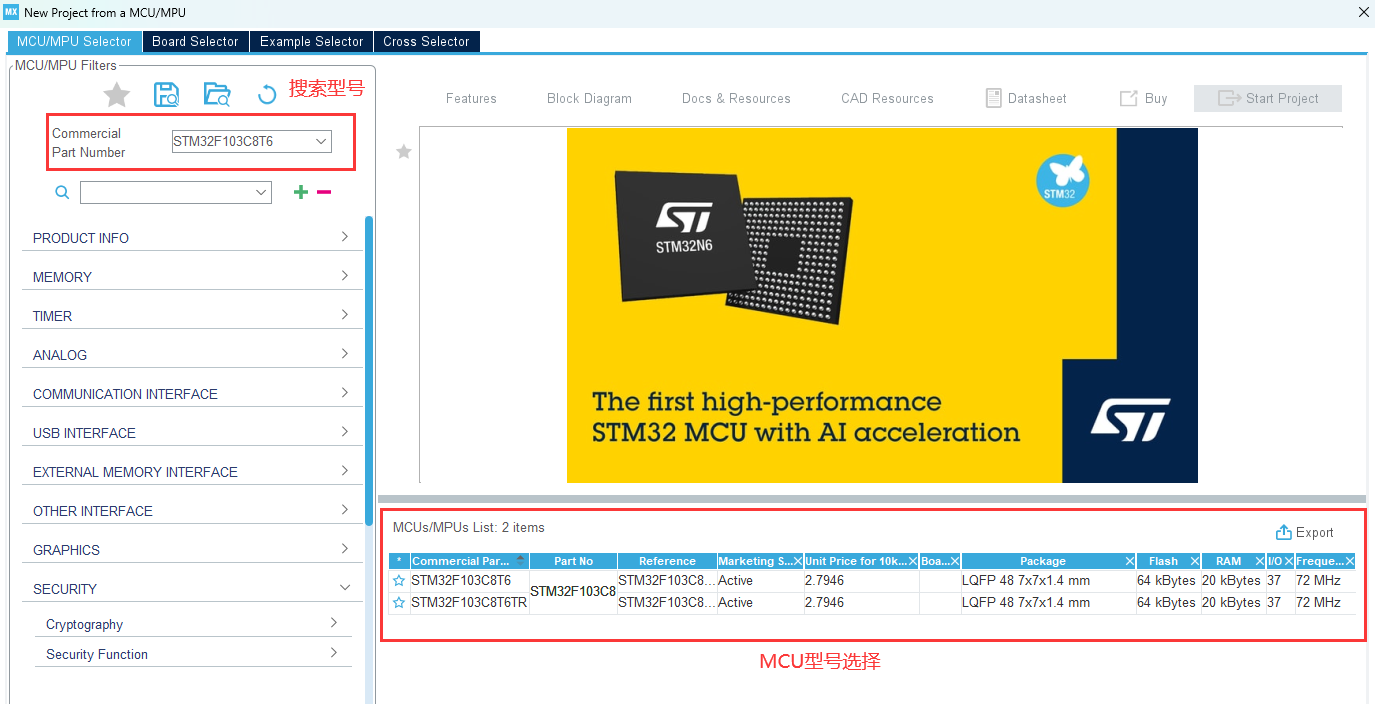 MX New Project from a MCU/MPU
MCU/MPU Selector Board Selector Example Selector Cross Selector
MCU/MPU Filters
搜索型号
Commercial
Part Number
STM32F103C8T6
PRODUCT INFO
MEMORY
TIMER
ANALOG
COMMUNICATION INTERFACE
USB INTERFACE
EXTERNAL MEMORY INTERFACE
OTHER INTERFACE
GRAPHICS
SECURITY
Cryptography
Security Function
Features Block Diagram Docs & Resources CAD Resources Datasheet Buy Start Project
STM32
ST
STM32N6
The first high-performance
STM32 MCU with AI acceleration
ST
MCUs/MPUs List: 2 items
Export
* Commercial Par... Part No Reference Marketing S... Unit Price for 10k... Boa... Package Flash RAM I/O Freque...
STM32F103C8T6 STM32F103C8 STM32F103C8... Active 2.7946 LQFP 48 7x7x1.4 mm 64 kBytes 20 kBytes 37 72 MHz
STM32F103C8T6TR STM32F103C8... Active 2.7946 LQFP 48 7x7x1.4 mm 64 kBytes 20 kBytes 37 72 MHz
MCU型号选择